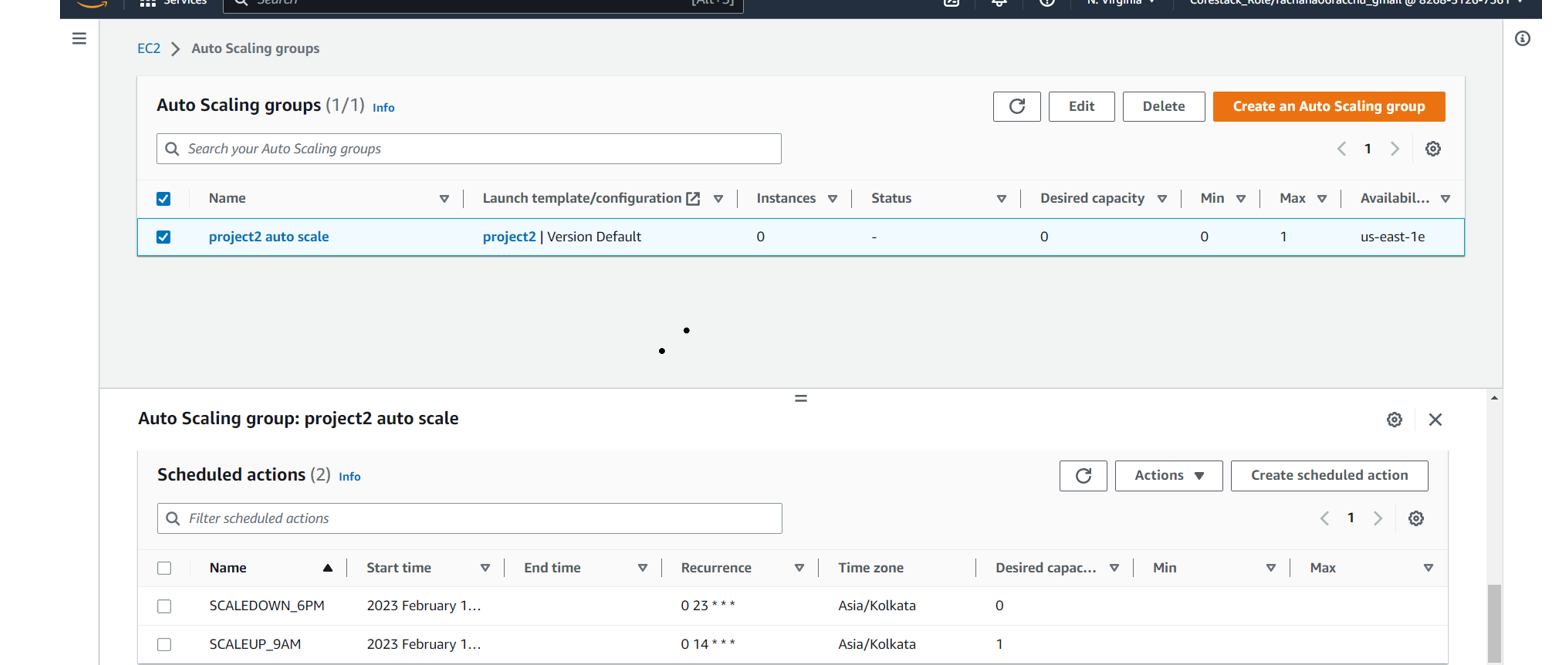 Services
Search
[Alt+S]
N. Virginia
EC2 > Auto Scaling groups
Auto Scaling groups (1/1) Info
Edit
Delete
Create an Auto Scaling group
Search your Auto Scaling groups
1
Name Launch template/configuration Instances Status Desired capacity Min Max Availabil...
project2 auto scale project2 | Version Default 0 - 0 0 1 us-east-1e
Auto Scaling group: project2 auto scale
Scheduled actions (2) Info
Actions
Create scheduled action
Filter scheduled actions
1
Name Start time End time Recurrence Time zone Desired capac... Min Max
SCALEDOWN_6PM 2023 February 1... 0 23 * * * Asia/Kolkata 0
SCALEUP_9AM 2023 February 1... 0 14 * * * Asia/Kolkata 1